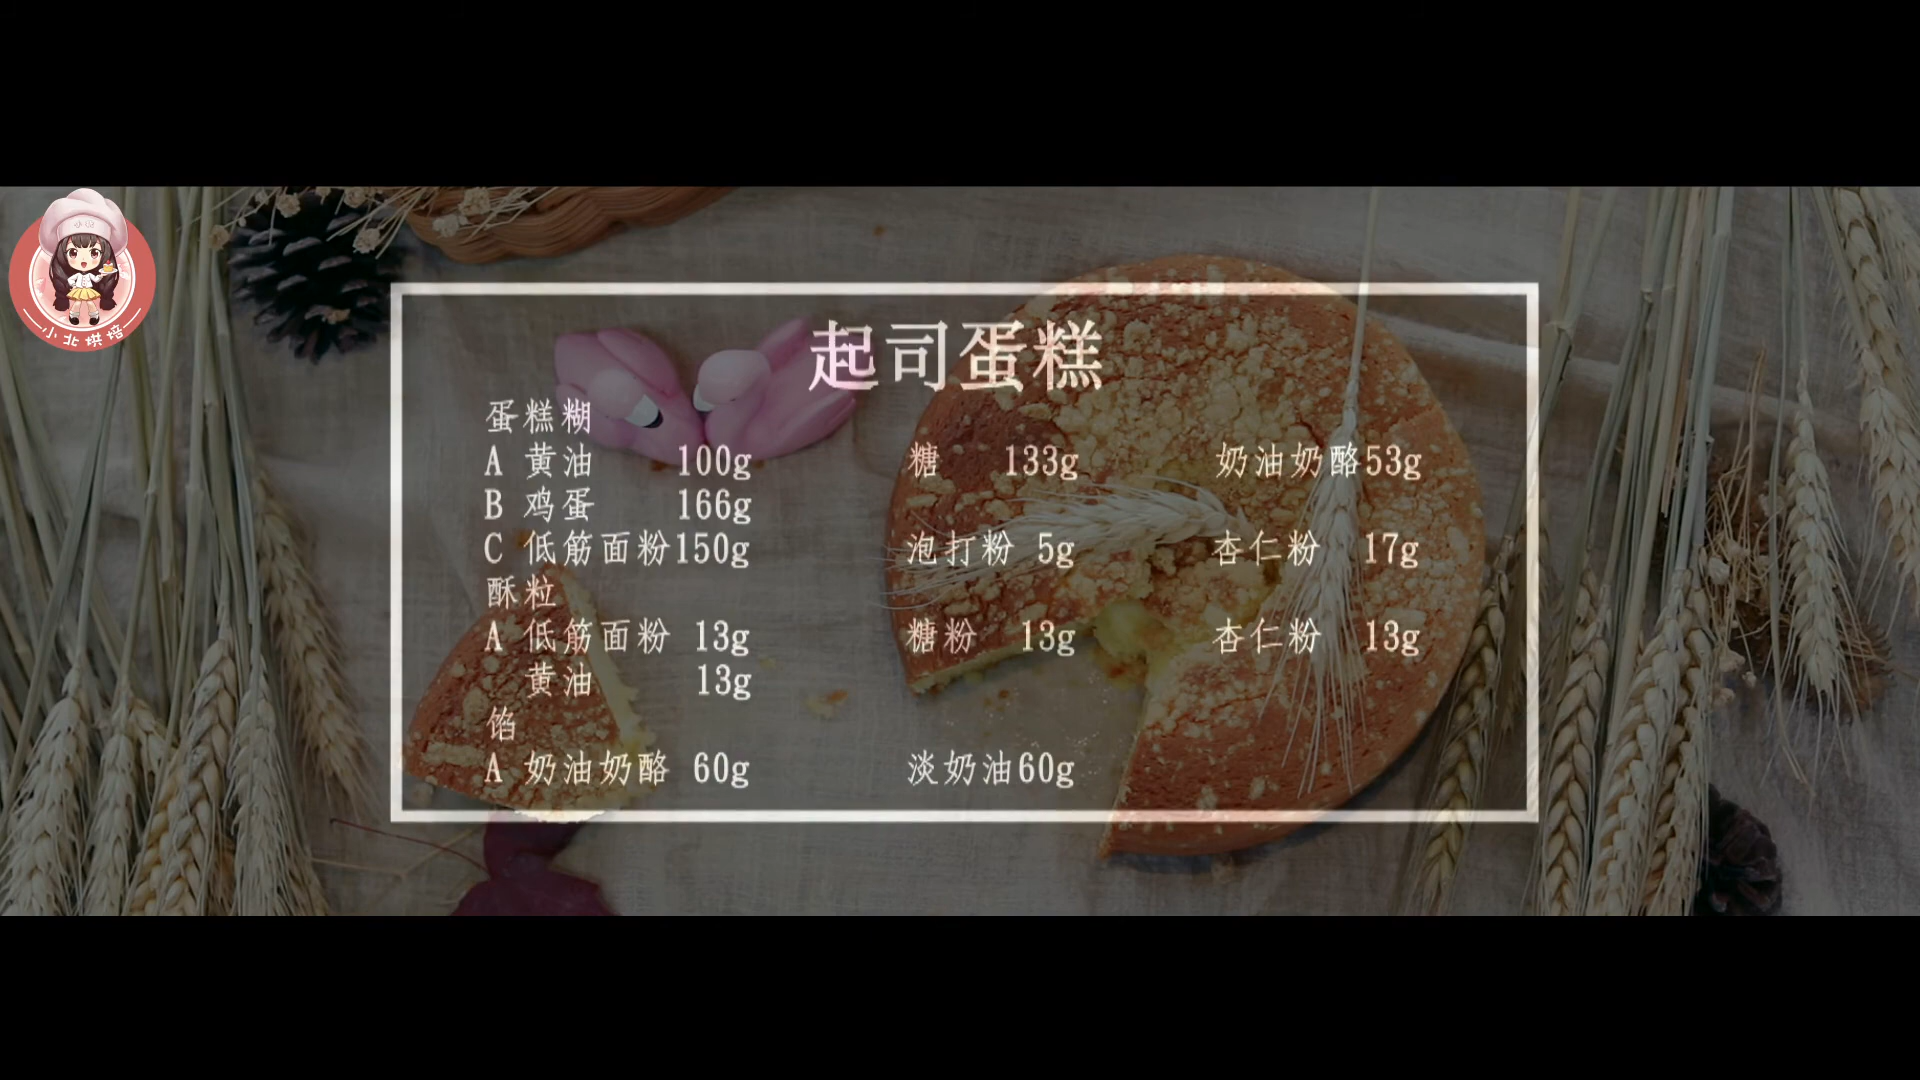 小北烘培
起司蛋糕
蛋糕糊
A 黄油 100g 糖 133g 奶油奶酪53g
B 鸡蛋 166g
C 低筋面粉150g 泡打粉 5g 杏仁粉 17g
酥粒
A 低筋面粉 13g 糖粉 13g 杏仁粉 13g
黄油 13g
馅
A 奶油奶酪 60g 淡奶油60g